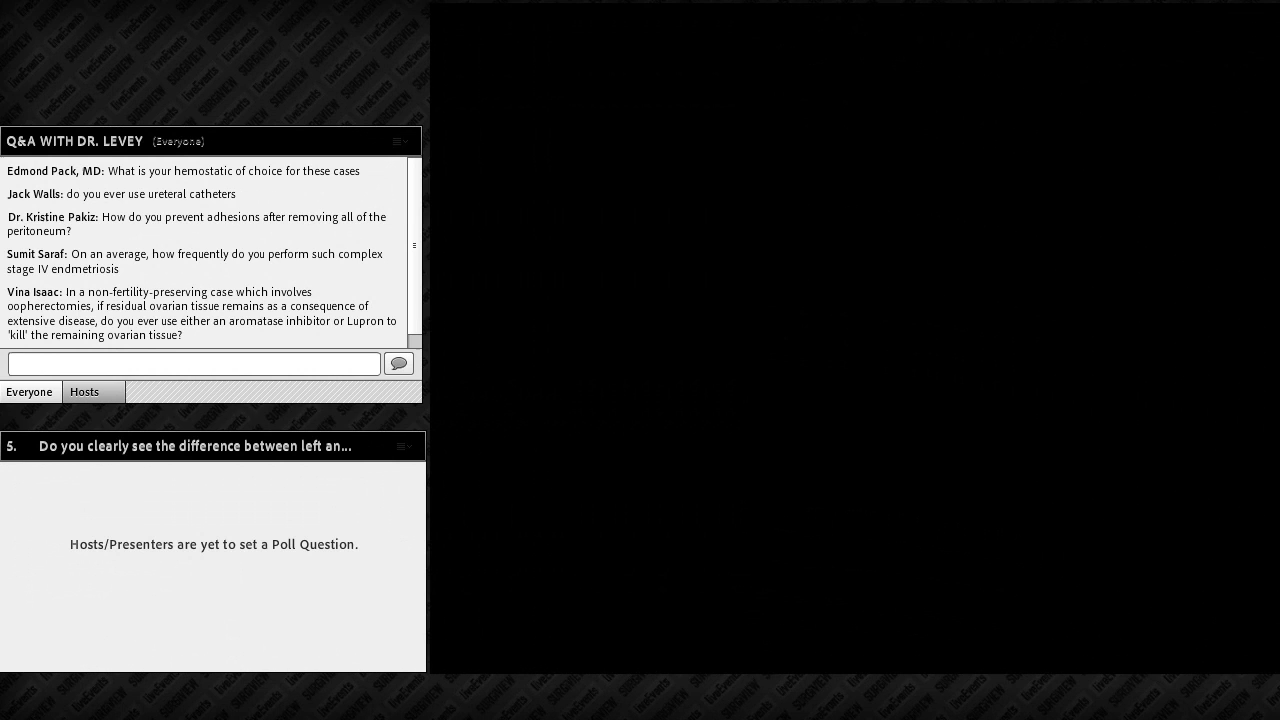 Q&A WITH DR. LEVEY (Everyone)
Edmond Pack, MD: What is your hemostatic of choice for these cases
Jack Walls: do you ever use ureteral catheters
Dr. Kristine Pakiz: How do you prevent adhesions after removing all of the
peritoneum?
Sumit Saraf: On an average, how frequently do you perform such complex
stage IV endmetriosis
Vina Isaac: In a non-fertility-preserving case which involves
oopherectomies, if residual ovarian tissue remains as a consequence of
extensive disease, do you ever use either an aromatase inhibitor or Lupron to
'kill' the remaining ovarian tissue?
Everyone Hosts
5. Do you clearly see the difference between left an...
Hosts/Presenters are yet to set a Poll Question.